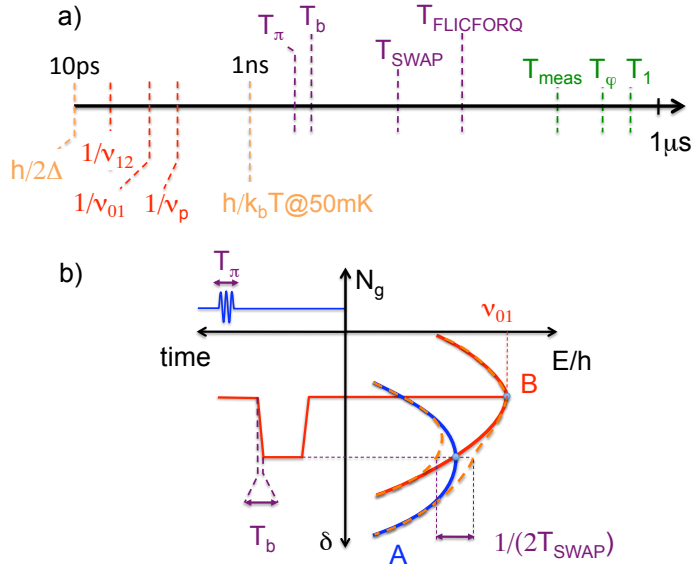 a)
T_π
T_b
T_FLICFORQ
T_SWAP
10ps
1ns
T_meas
T_φ
T_1
1μs
h/2Δ
1/ν_12
1/ν_01
1/ν_p
h/k_bT@50mK
b)
T_π
N_g
ν_01
time
E/h
B
T_b
δ
A
1/(2T_SWAP)